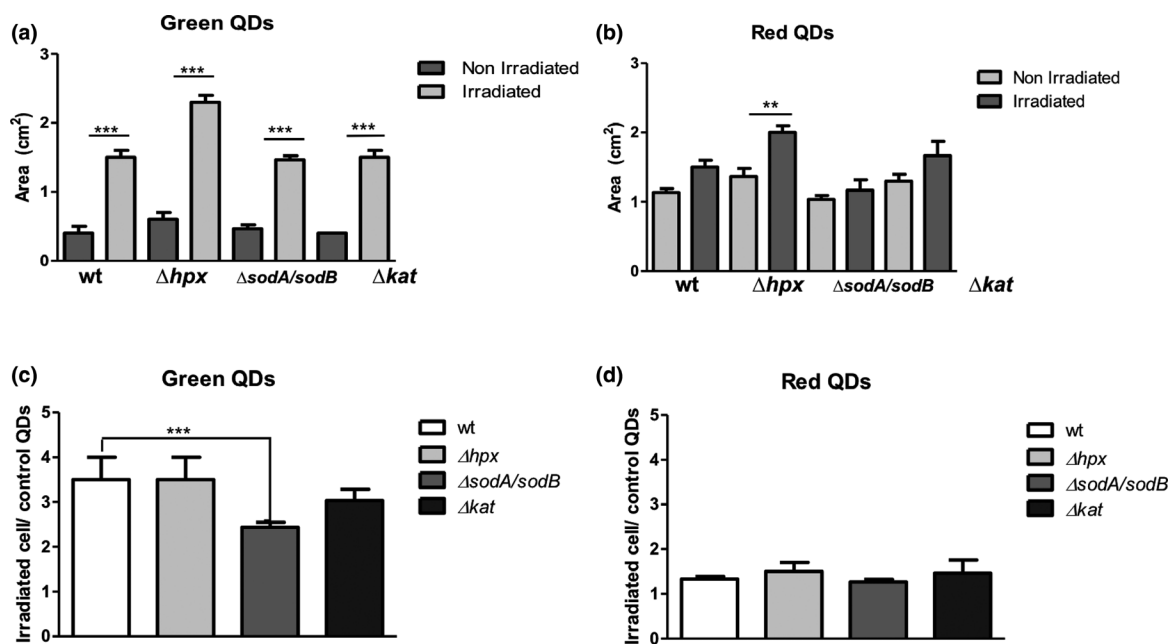 (a)
Green QDs
Area (cm²)
3
2
1
0
***
***
***
***
wt
Δhpx
ΔsodA/sodB
Δkat
Non Irradiated
Irradiated
(b)
Red QDs
Area (cm²)
3
2
1
0
**
wt
Δhpx
ΔsodA/sodB
Δkat
Non Irradiated
Irradiated
(c)
Green QDs
Irradiated cell/ control QDs
5
4
3
2
1
0
***
wt
Δhpx
ΔsodA/sodB
Δkat
(d)
Red QDs
Irradiated cell/ control QDs
5
4
3
2
1
0
wt
Δhpx
ΔsodA/sodB
Δkat